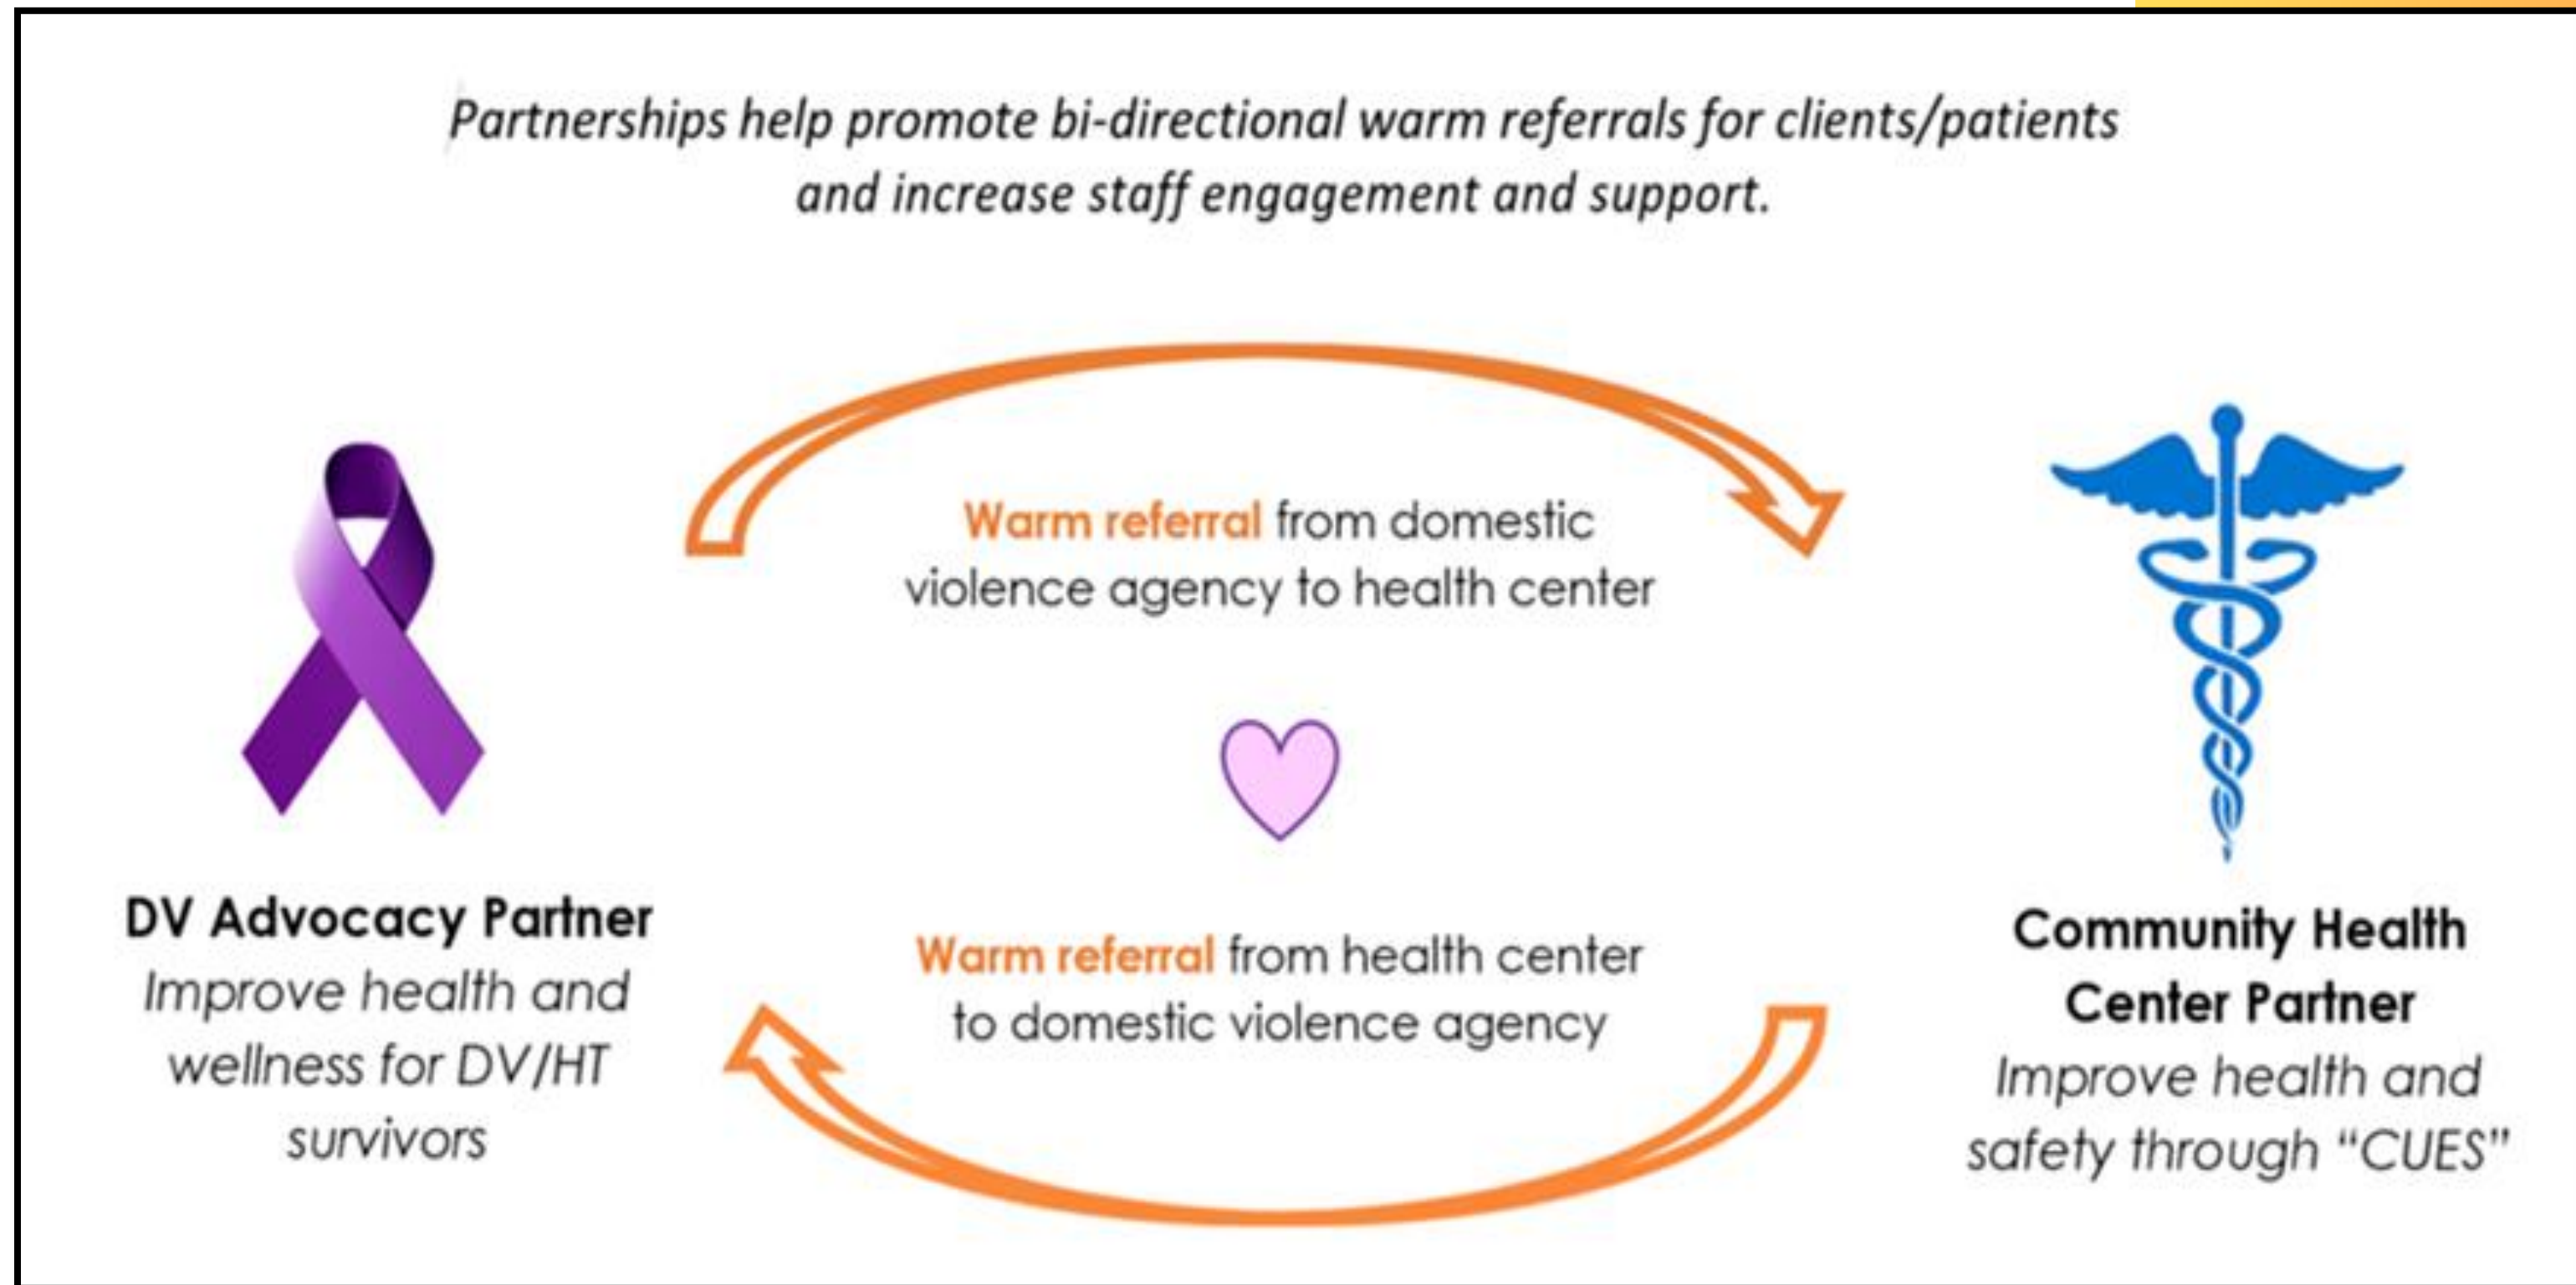 Partnerships help promote bi-directional warm referrals for clients/patients
and increase staff engagement and support.
Warm referral from domestic
violence agency to health center
DV Advocacy Partner
Improve health and
wellness for DV/HT
survivors
Warm referral from health center
to domestic violence agency
Community Health
Center Partner
Improve health and
safety through “CUES”